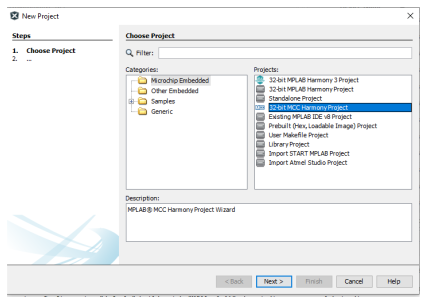 New Project
Steps
1. Choose Project
2. ...
Choose Project
Filter:
Categories:
Microchip Embedded
Other Embedded
Samples
Generic
Projects:
32-bit MPLAB Harmony 3 Project
32-bit MPLAB Harmony Project
Standalone Project
32-bit MCC Harmony Project
Existing MPLAB IDE v8 Project
Prebuilt (Hex, Loadable Image) Project
User Makefile Project
Library Project
Import START MPLAB Project
Import Atmel Studio Project
Description:
MPLAB® MCC Harmony Project Wizard
< Back
Next >
Finish
Cancel
Help